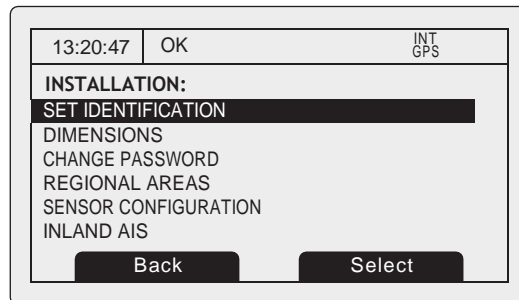 13:20:47 OK INT
GPS
INSTALLATION:
SET IDENTIFICATION
DIMENSIONS
CHANGE PASSWORD
REGIONAL AREAS
SENSOR CONFIGURATION
INLAND AIS
Back Select